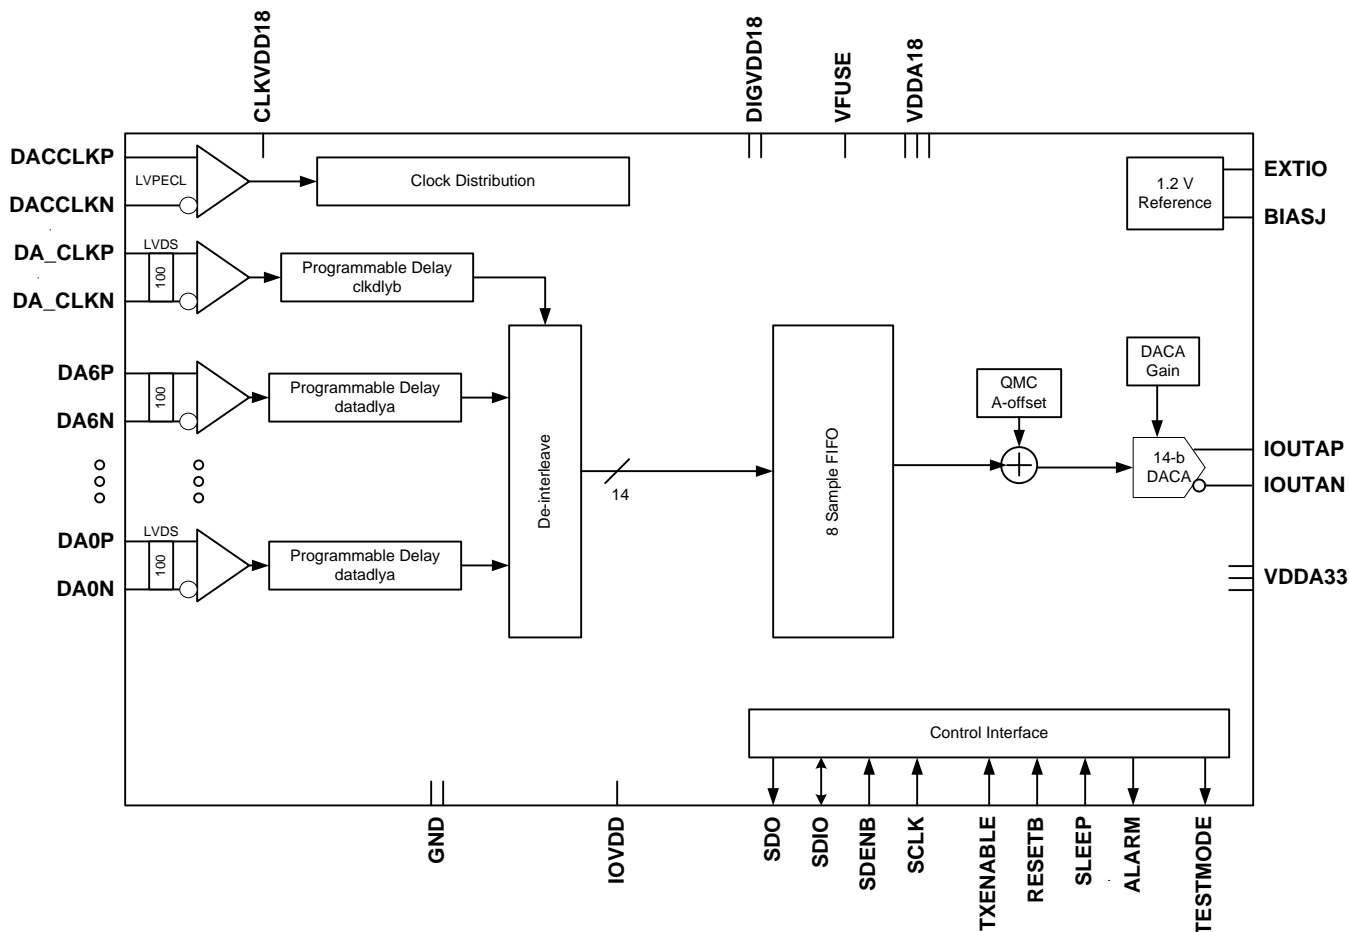 CLKVDD18
DIGVDD18
VFUSE
VDDA18
DACCLKP
LVPECL
DACCLKN
Clock Distribution
1.2 V
Reference
EXTIO
BIASJ
DA_CLKP
LVDS
100
DA_CLKN
Programmable Delay
clkdlyb
DA6P
100
DA6N
Programmable Delay
datadlya
De-interleave
14
8 Sample FIFO
QMC
A-offset
DACA
Gain
14-b
DACA
IOUTAP
IOUTAN
DA0P
LVDS
100
DA0N
Programmable Delay
datadlya
VDDA33
Control Interface
GND
IOVDD
SDO
SDIO
SDENB
SCLK
TXENABLE
RESETB
SLEEP
ALARM
TESTMODE